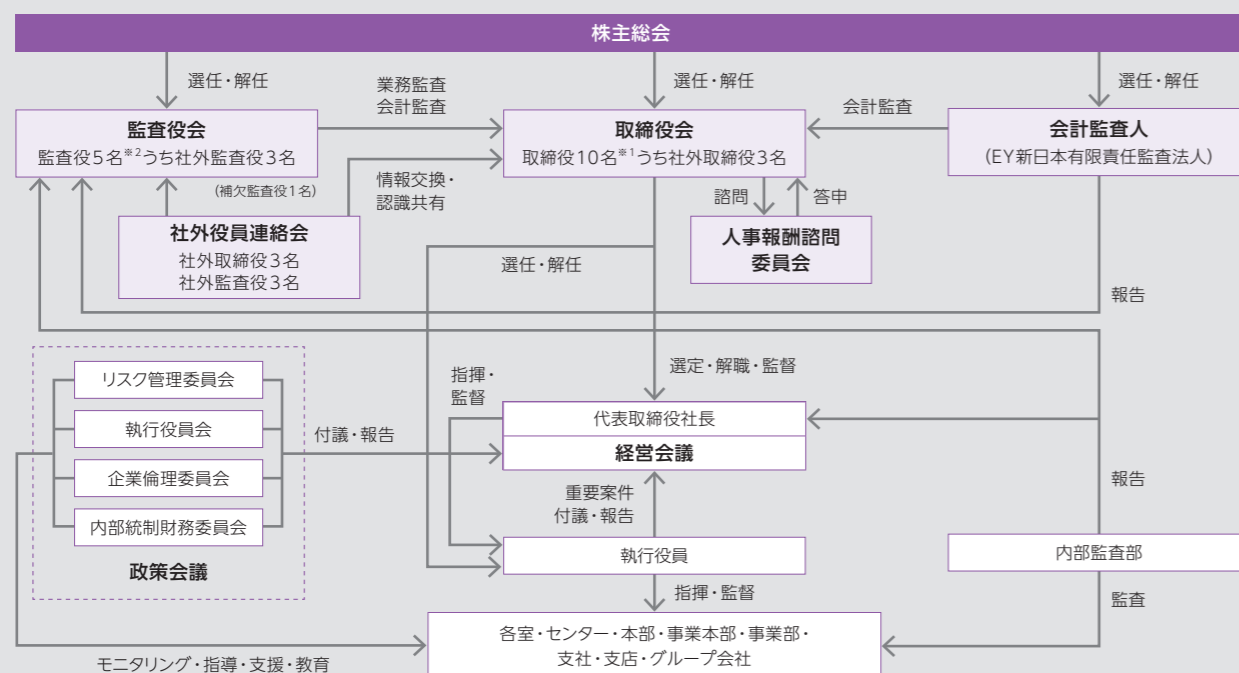 株主総会
選任・解任
業務監査
会計監査
選任・解任
会計監査
選任・解任
監査役会
監査役5名※2うち社外監査役3名
(補欠監査役1名)
取締役会
取締役10名※1うち社外取締役3名
会計監査人
(EY新日本有限責任監査法人)
情報交換・
認識共有
諮問
答申
社外役員連絡会
社外取締役3名
社外監査役3名
人事報酬諮問
委員会
選任・解任
報告
リスク管理委員会
執行役員会
企業倫理委員会
内部統制財務委員会
政策会議
付議・報告
指揮・
監督
選定・解職・監督
代表取締役社長
経営会議
重要案件
付議・報告
報告
執行役員
内部監査部
指揮・監督
監査
各室・センター・本部・事業本部・事業部・
支社・支店・グループ会社
モニタリング・指導・支援・教育